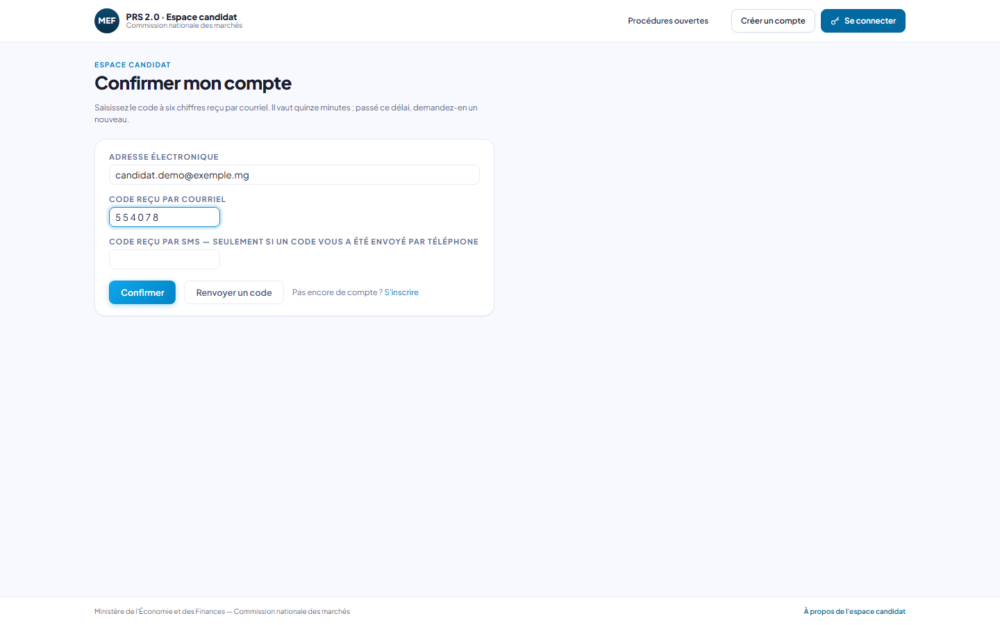 MEF
PRS 2.0 · Espace candidat
Commission nationale des marchés
Procédures ouvertes
Créer un compte
Se connecter
ESPACE CANDIDAT
Confirmer mon compte
Saisissez le code à six chiffres reçu par courriel. Il vaut quinze minutes ; passé ce délai, demandez-en un
nouveau.
ADRESSE ÉLECTRONIQUE
candidat.demo@exemple.mg
CODE REÇU PAR COURRIEL
554078
CODE REÇU PAR SMS — SEULEMENT SI UN CODE VOUS A ÉTÉ ENVOYÉ PAR TÉLÉPHONE
Confirmer
Renvoyer un code
Pas encore de compte ? S'inscrire
Ministère de l'Économie et des Finances — Commission nationale des marchés
À propos de l'espace candidat